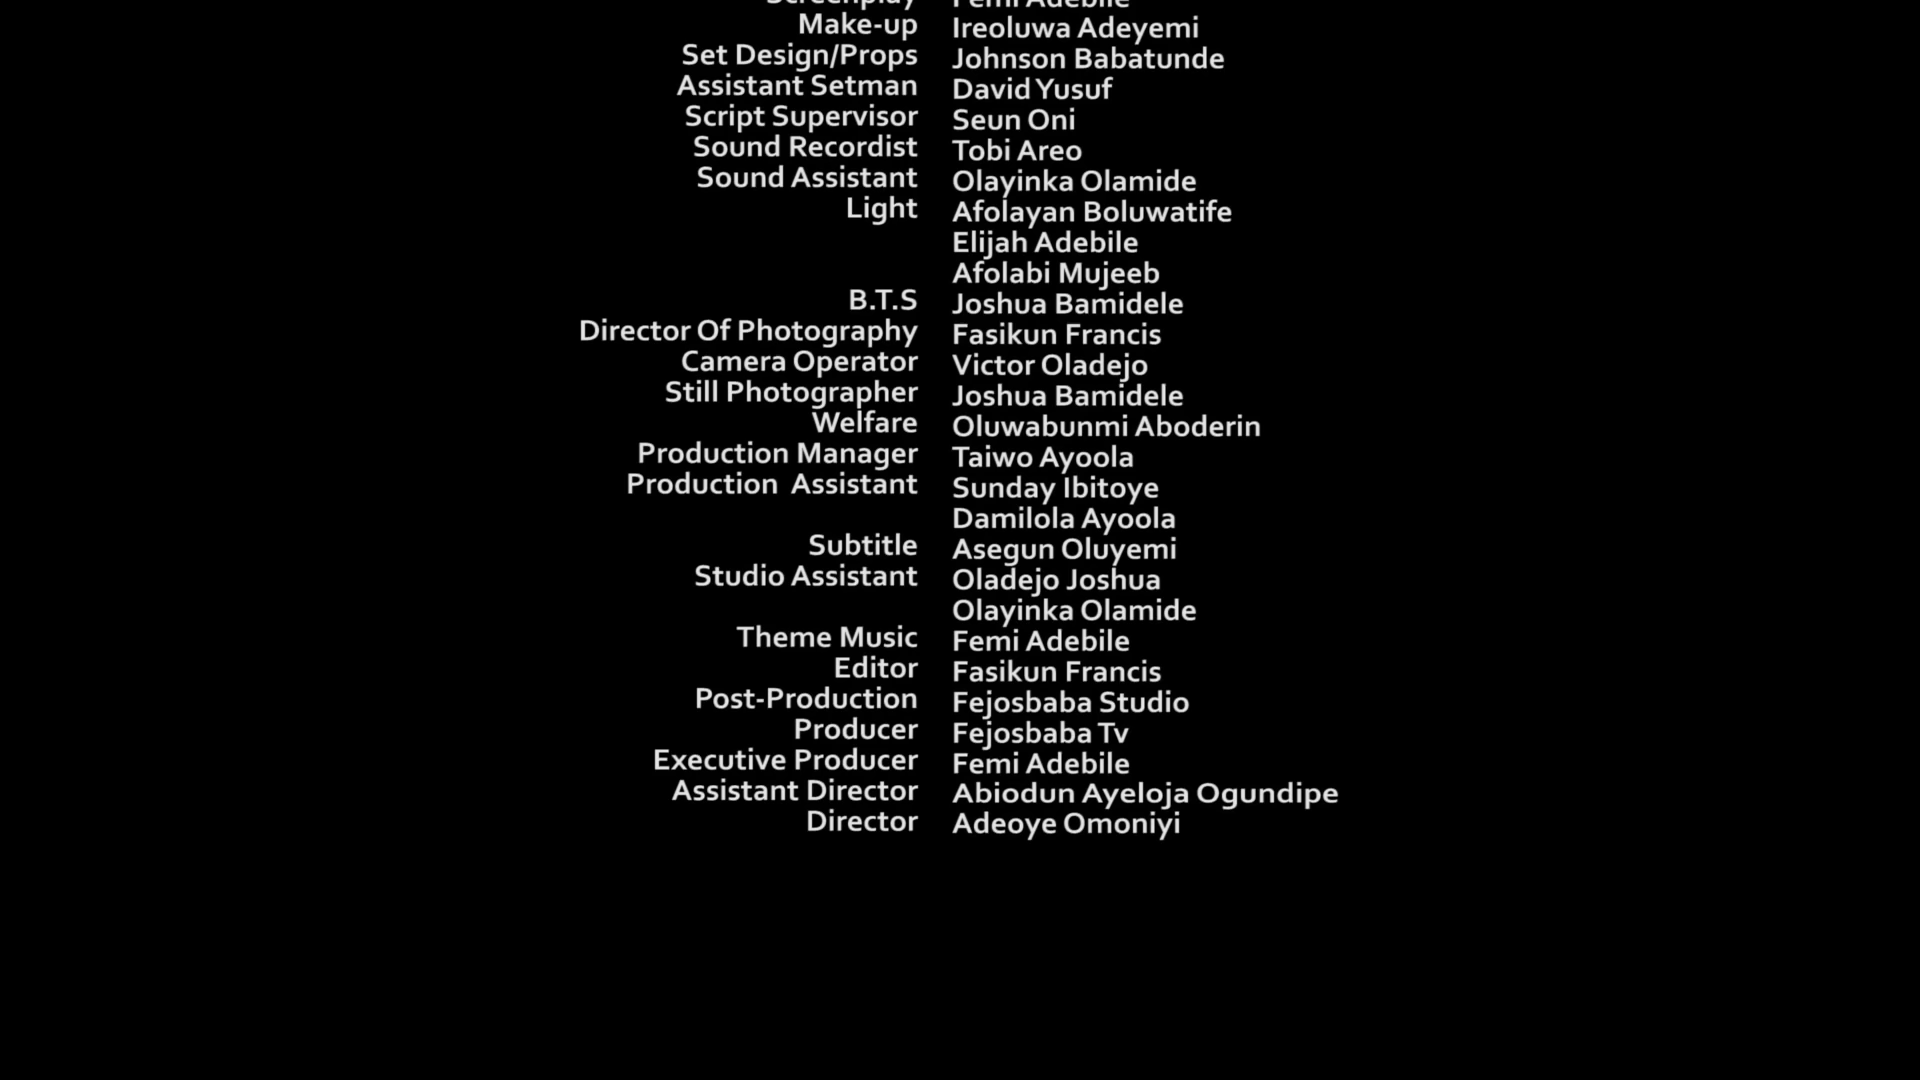 Screenplay Femi Adebile
Make-up Ireoluwa Adeyemi
Set Design/Props Johnson Babatunde
Assistant Setman David Yusuf
Script Supervisor Seun Oni
Sound Recordist Tobi Areo
Sound Assistant Olayinka Olamide
Light Afolayan Boluwatife
Elijah Adebile
Afolabi Mujeeb
B.T.S Joshua Bamidele
Director Of Photography Fasikun Francis
Camera Operator Victor Oladejo
Still Photographer Joshua Bamidele
Welfare Oluwabunmi Aboderin
Production Manager Taiwo Ayoola
Production  Assistant Sunday Ibitoye
Damilola Ayoola
Subtitle Asegun Oluyemi
Studio Assistant Oladejo Joshua
Olayinka Olamide
Theme Music Femi Adebile
Editor Fasikun Francis
Post-Production Fejosbaba Studio
Producer Fejosbaba Tv
Executive Producer Femi Adebile
Assistant Director Abiodun Ayeloja Ogundipe
Director Adeoye Omoniyi